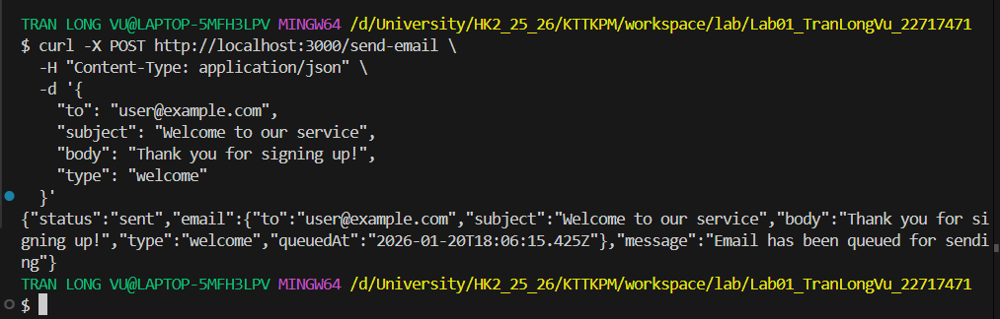 TRAN LONG VU@LAPTOP-5MFH3LPV MINGW64 /d/University/HK2_25_26/KTTKPM/workspace/lab/Lab01_TranLongVu_22717471
$ curl -X POST http://localhost:3000/send-email \
  -H "Content-Type: application/json" \
  -d '{
    "to": "user@example.com",
    "subject": "Welcome to our service",
    "body": "Thank you for signing up!",
    "type": "welcome"
  }'
{"status":"sent","email":{"to":"user@example.com","subject":"Welcome to our service","body":"Thank you for si
gning up!","type":"welcome","queuedAt":"2026-01-20T18:06:15.425Z"},"message":"Email has been queued for sendi
ng"}
TRAN LONG VU@LAPTOP-5MFH3LPV MINGW64 /d/University/HK2_25_26/KTTKPM/workspace/lab/Lab01_TranLongVu_22717471
$